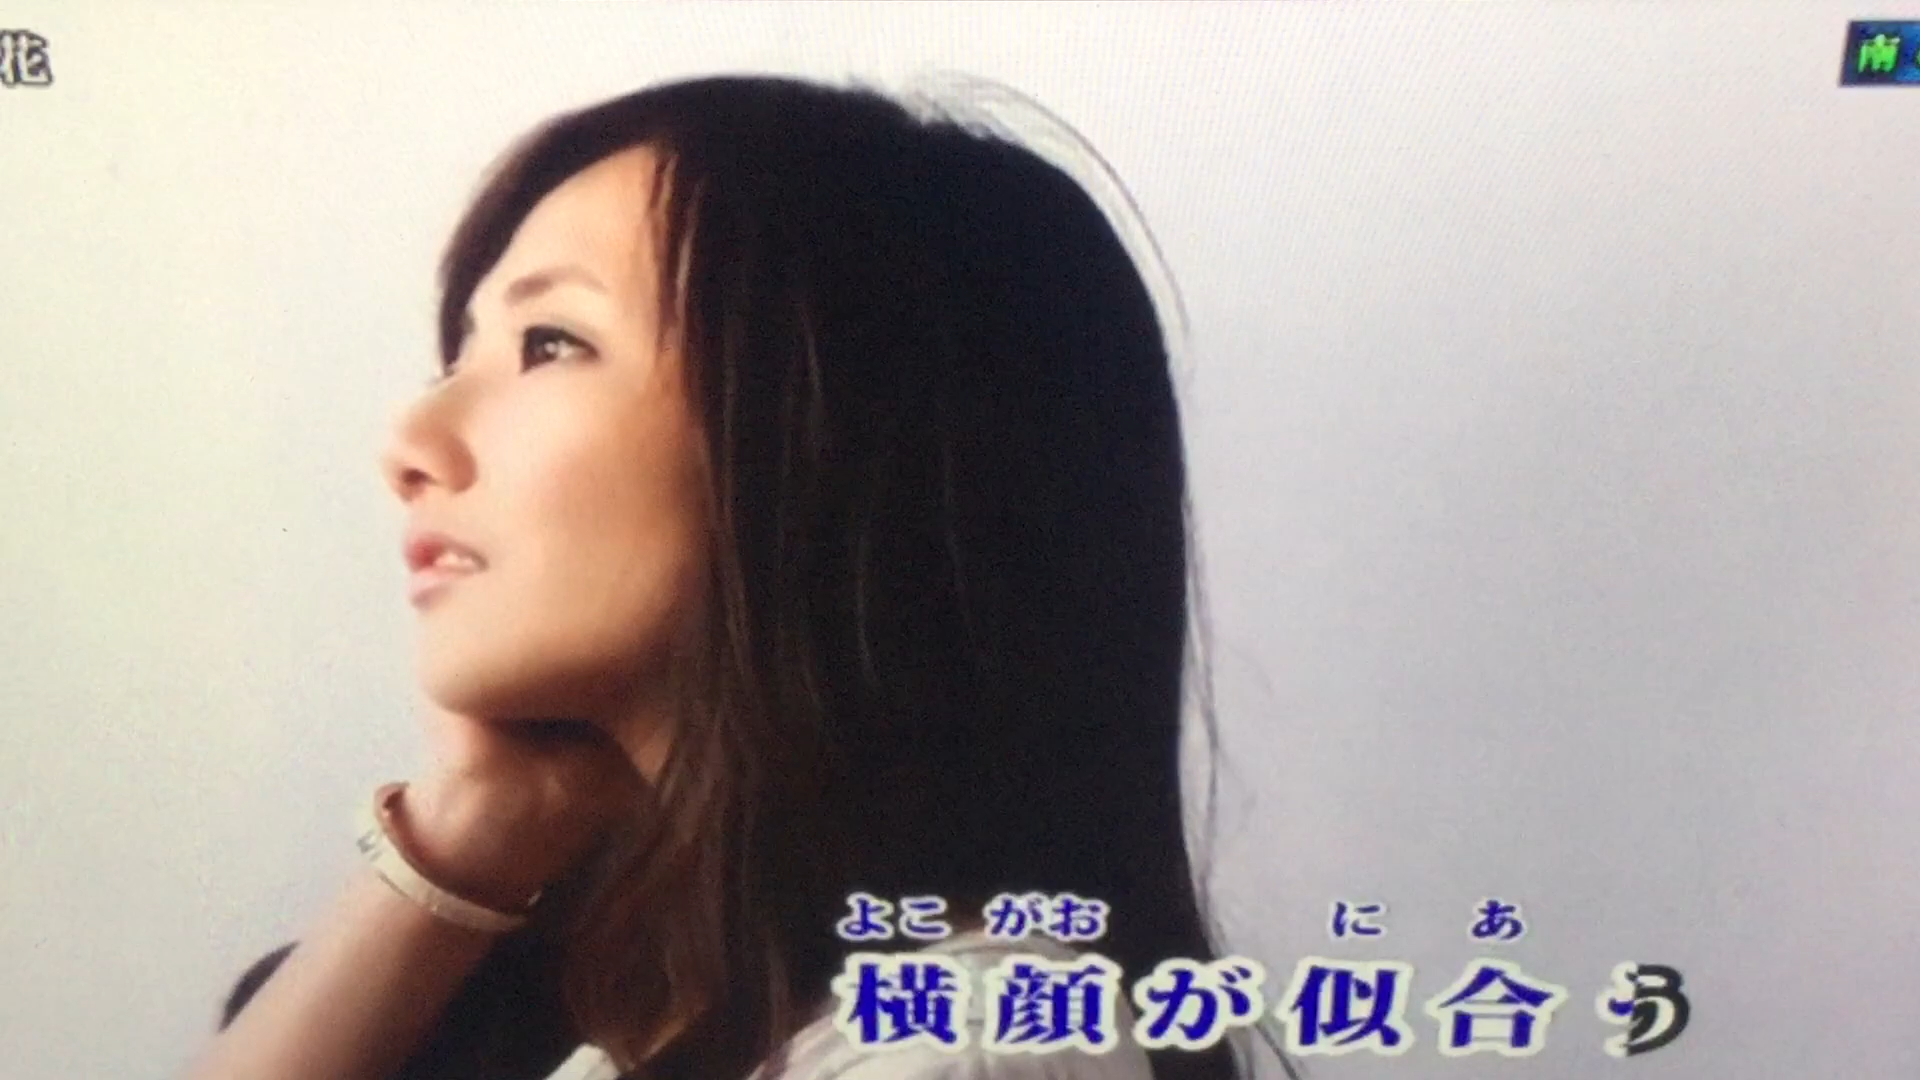 花
南
よこ がお に あ
横顔が似合う